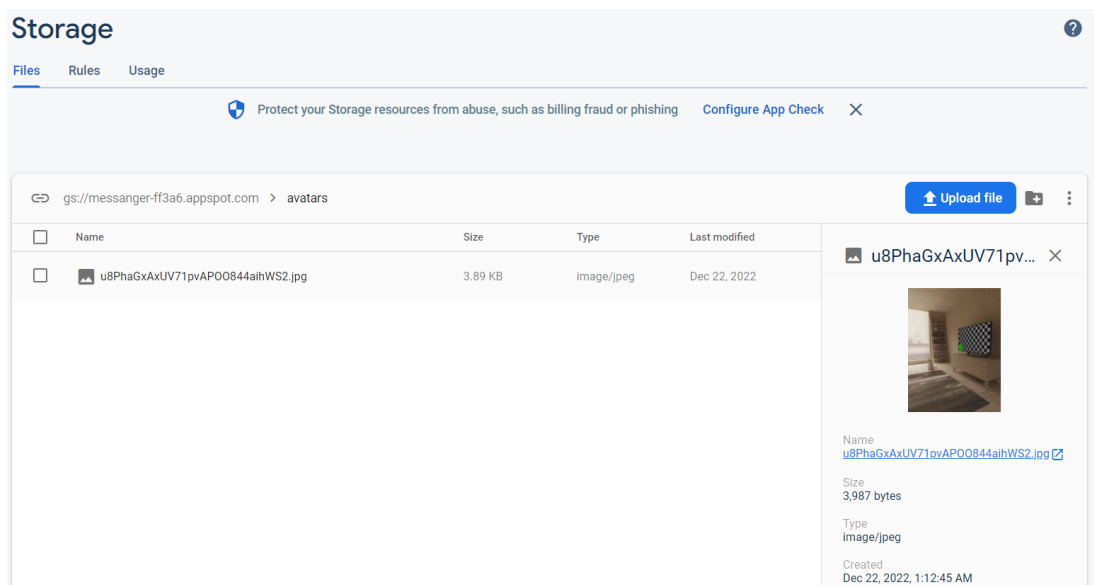 Storage
Files Rules Usage
Protect your Storage resources from abuse, such as billing fraud or phishing Configure App Check
gs://messanger-ff3a6.appspot.com > avatars
Upload file
Name Size Type Last modified
u8PhaGxAxUV71pvAPOO844aihWS2.jpg 3.89 KB image/jpeg Dec 22, 2022
u8PhaGxAxUV71pv...
Name
u8PhaGxAxUV71pvAPOO844aihWS2.jpg
Size
3,987 bytes
Type
image/jpeg
Created
Dec 22, 2022, 1:12:45 AM